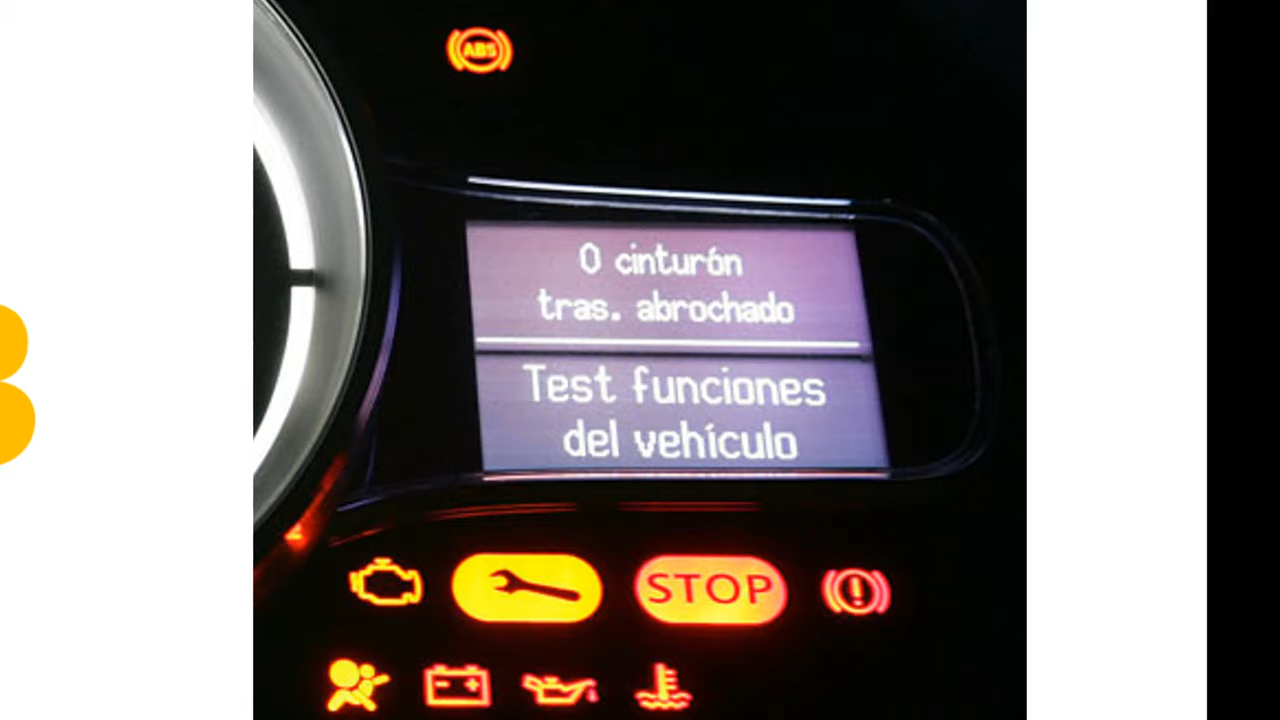 ABS
0 cinturón
tras. abrochado
Test funciones
del vehículo
STOP